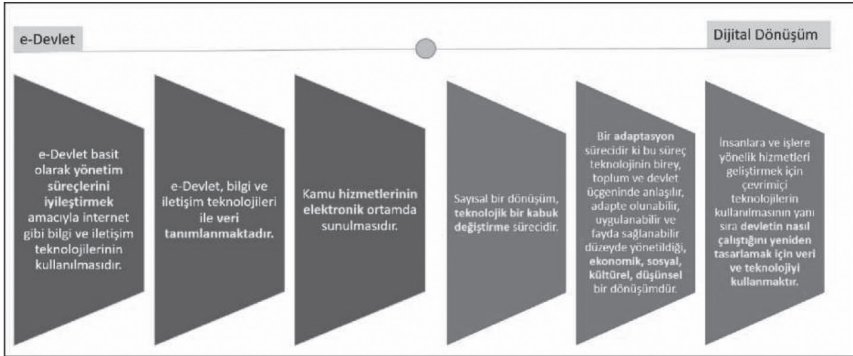 e-Devlet
Dijital Dönüşüm
e-Devlet basit
olarak yönetim
süreçlerini
iyileştirmek
amacıyla internet
gibi bilgi ve iletişim
teknolojilerinin
kullanılmasıdır.
e-Devlet, bilgi ve
iletişim teknolojileri
ile veri
tanımlanmaktadır.
Kamu hizmetlerinin
elektronik ortamda
sunulmasıdır.
Sayısal bir dönüşüm,
teknolojik bir kabuk
değiştirme sürecidir.
Bir adaptasyon
sürecidir ki bu süreç
teknolojinin birey,
toplum ve devlet
üçgeninde anlaşılır,
adapte olunabilir,
uygulanabilir ve
fayda sağlanabilir
düzeyde yönetildiği,
ekonomik, sosyal,
kültürel, düşünsel
bir dönüşümdür.
İnsanlara ve işlere
yönelik hizmetleri
geliştirmek için
çevrimiçi
teknolojilerin
kullanılmasının yanı
sıra devletin nasıl
çalıştığını yeniden
tasarlamak için veri
ve teknolojiyi
kullanmaktır.